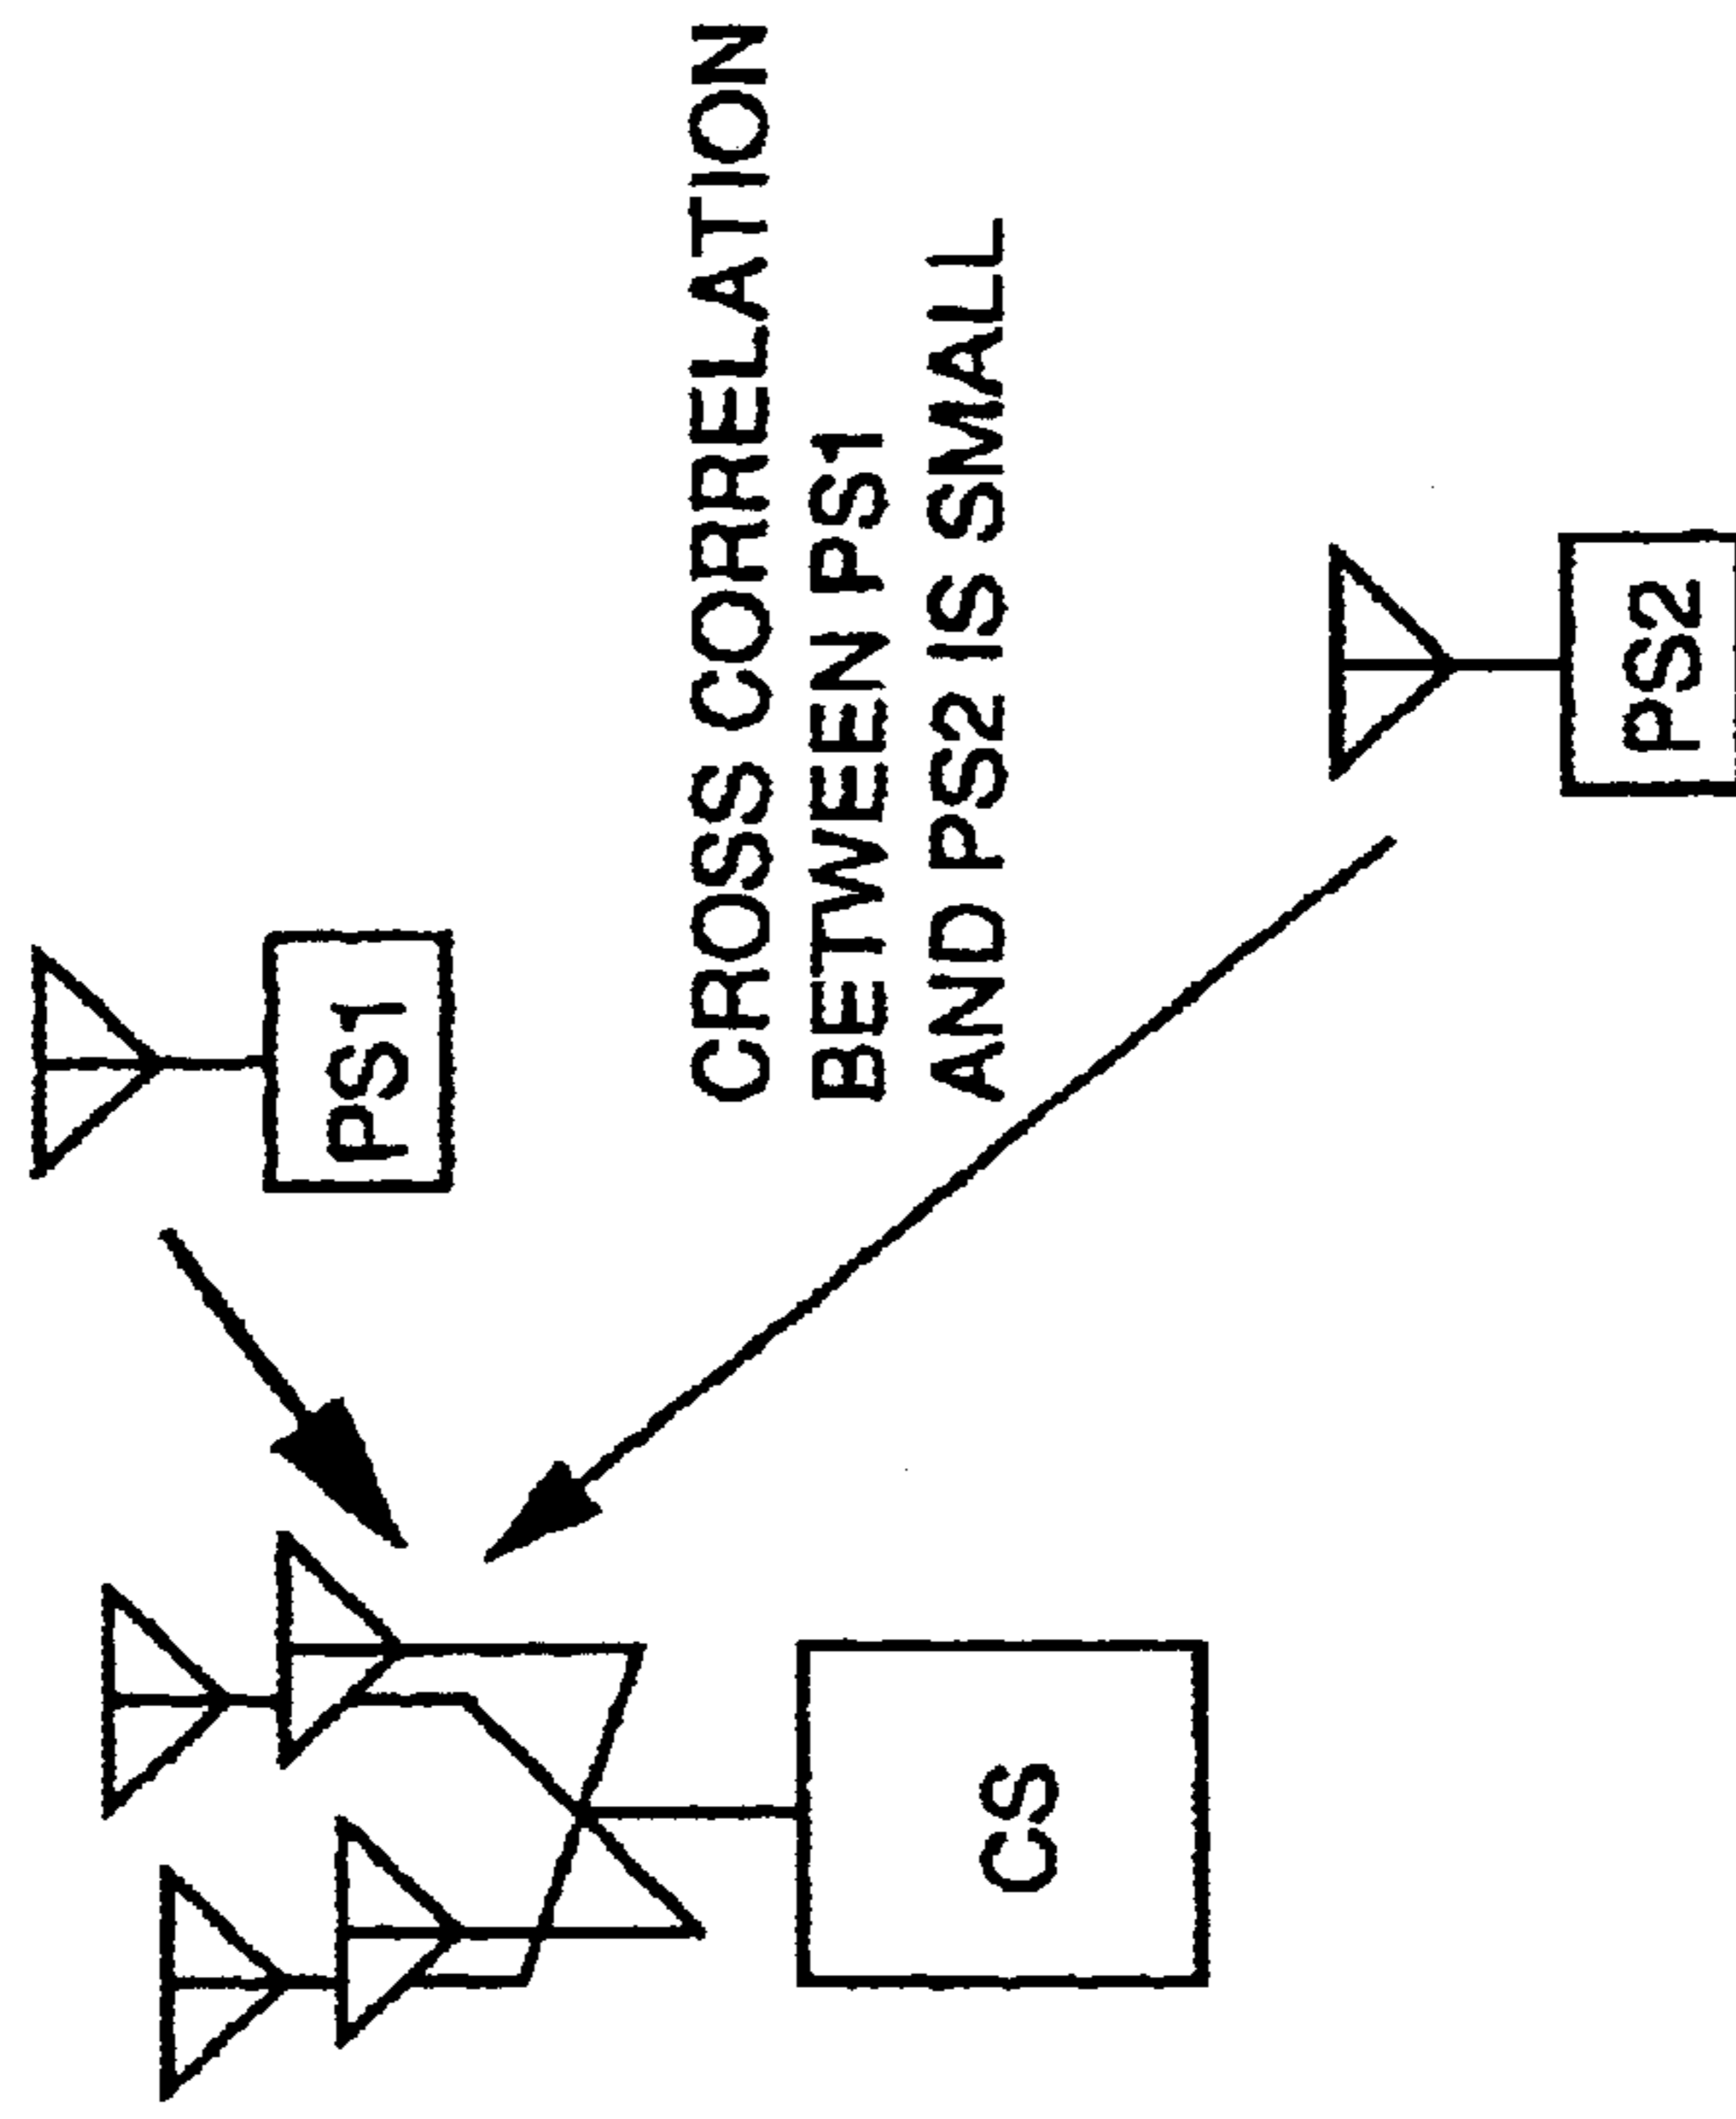 PS1
CROSS CORRELATION
BETWEEN PS1
AND PS2 IS SMALL
CS
PS2